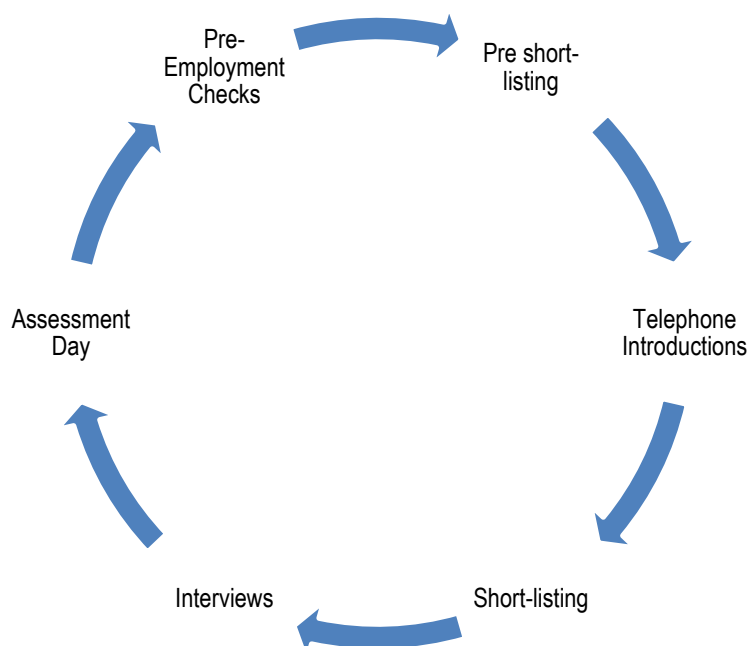 Pre-
Employment
Checks
Pre short-
listing
Telephone
Introductions
Short-listing
Interviews
Assessment
Day